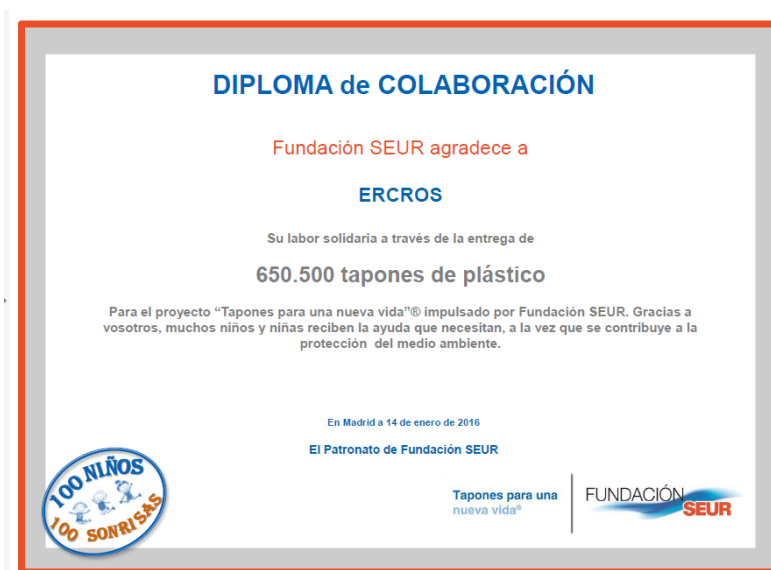 DIPLOMA de COLABORACIÓN
Fundación SEUR agradece a
ERCROS
Su labor solidaria a través de la entrega de
650.500 tapones de plástico
Para el proyecto “Tapones para una nueva vida”® impulsado por Fundación SEUR. Gracias a
vosotros, muchos niños y niñas reciben la ayuda que necesitan, a la vez que se contribuye a la
protección del medio ambiente.
En Madrid a 14 de enero de 2016
El Patronato de Fundación SEUR
100 NIÑOS
100 SONRISAS
Tapones para una
nueva vida®
FUNDACIÓN
SEUR